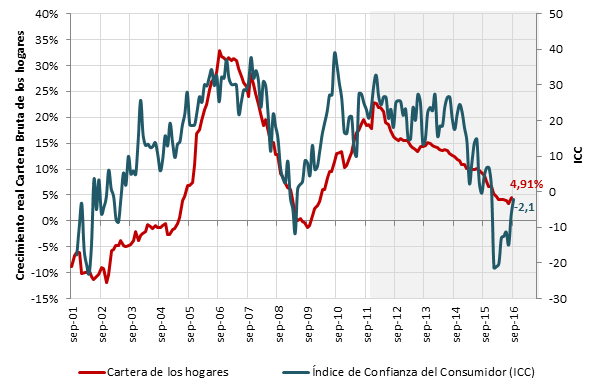 40%
35%
30%
25%
20%
15%
10%
5%
0%
-5%
-10%
-15%
Crecimiento real Cartera Bruta de los hogares
50
40
30
20
10
0
-10
-20
-30
ICC
4,91%
-2,1
sep-01
sep-02
sep-03
sep-04
sep-05
sep-06
sep-07
sep-08
sep-09
sep-10
sep-11
sep-12
sep-13
sep-14
sep-15
sep-16
Cartera de los hogares
Índice de Confianza del Consumidor (ICC)